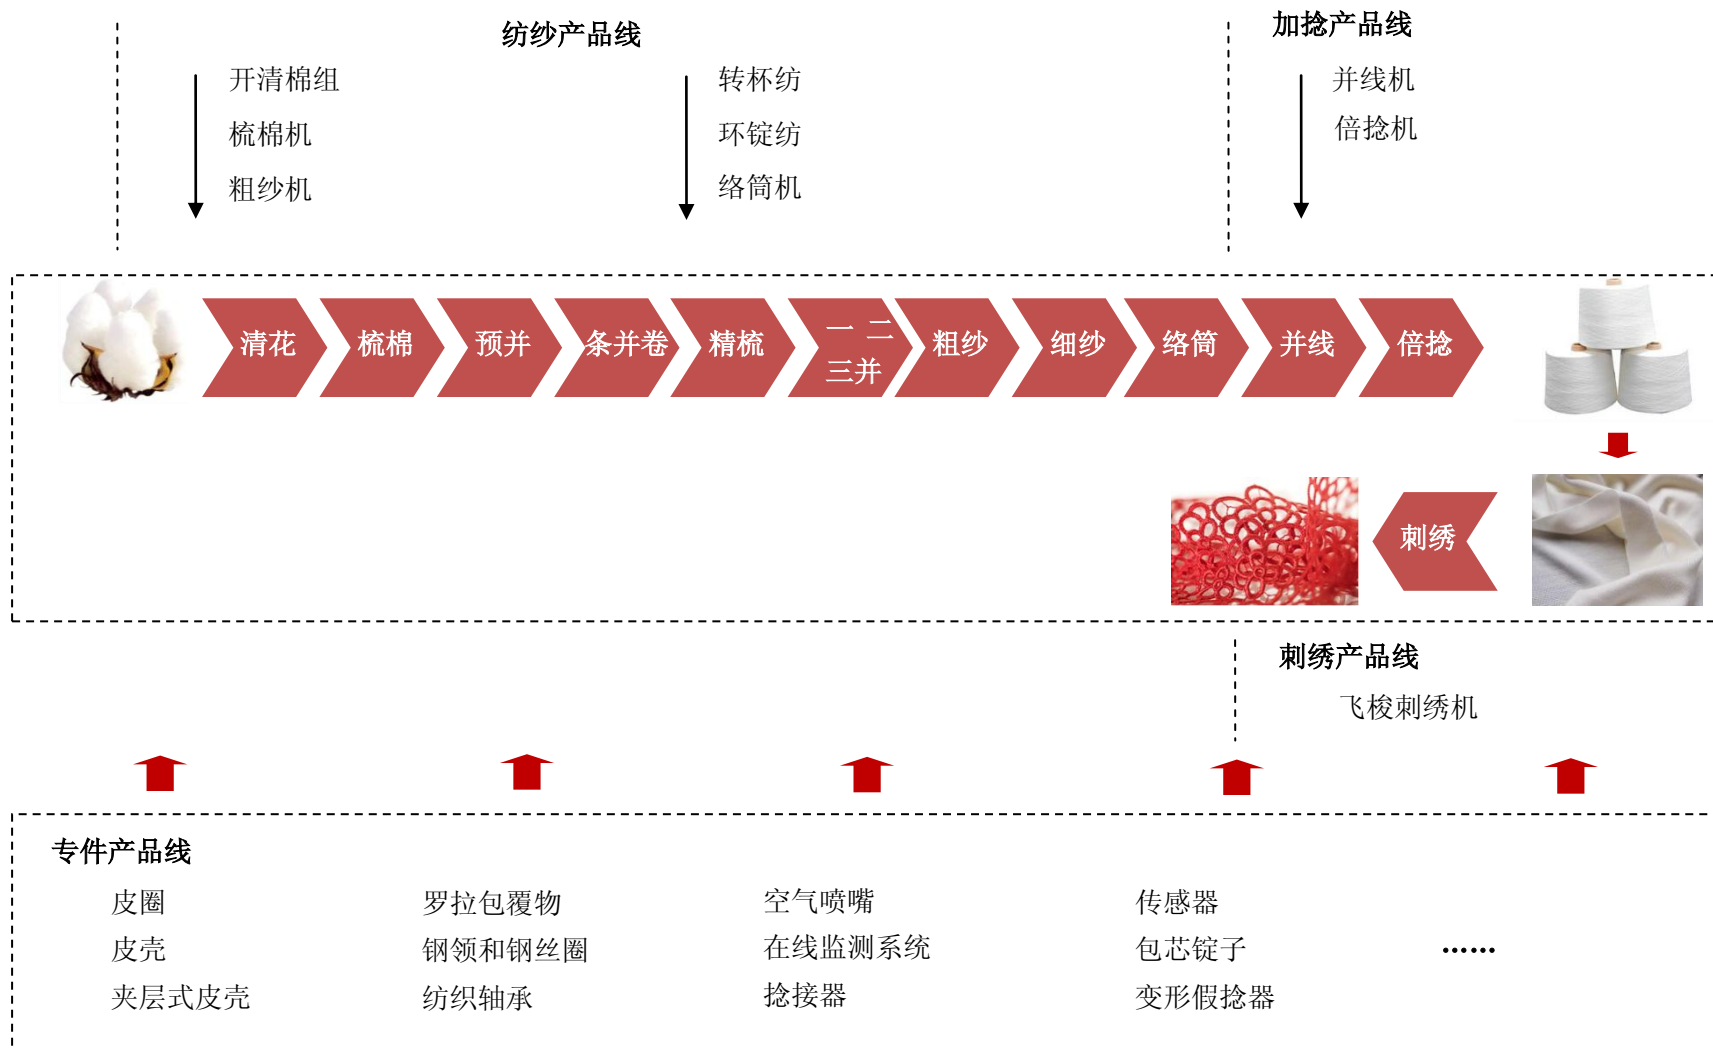 纺纱产品线
加捻产品线
开清棉组
转杯纺
并线机
梳棉机
环锭纺
倍捻机
粗纱机
络筒机
清花
梳棉
预并
条并卷
精梳
一 二
三并
粗纱
细纱
络筒
并线
倍捻
刺绣
刺绣产品线
飞梭刺绣机
专件产品线
皮圈
罗拉包覆物
空气喷嘴
传感器
皮壳
钢领和钢丝圈
在线监测系统
包芯锭子
……
夹层式皮壳
纺织轴承
捻接器
变形假捻器